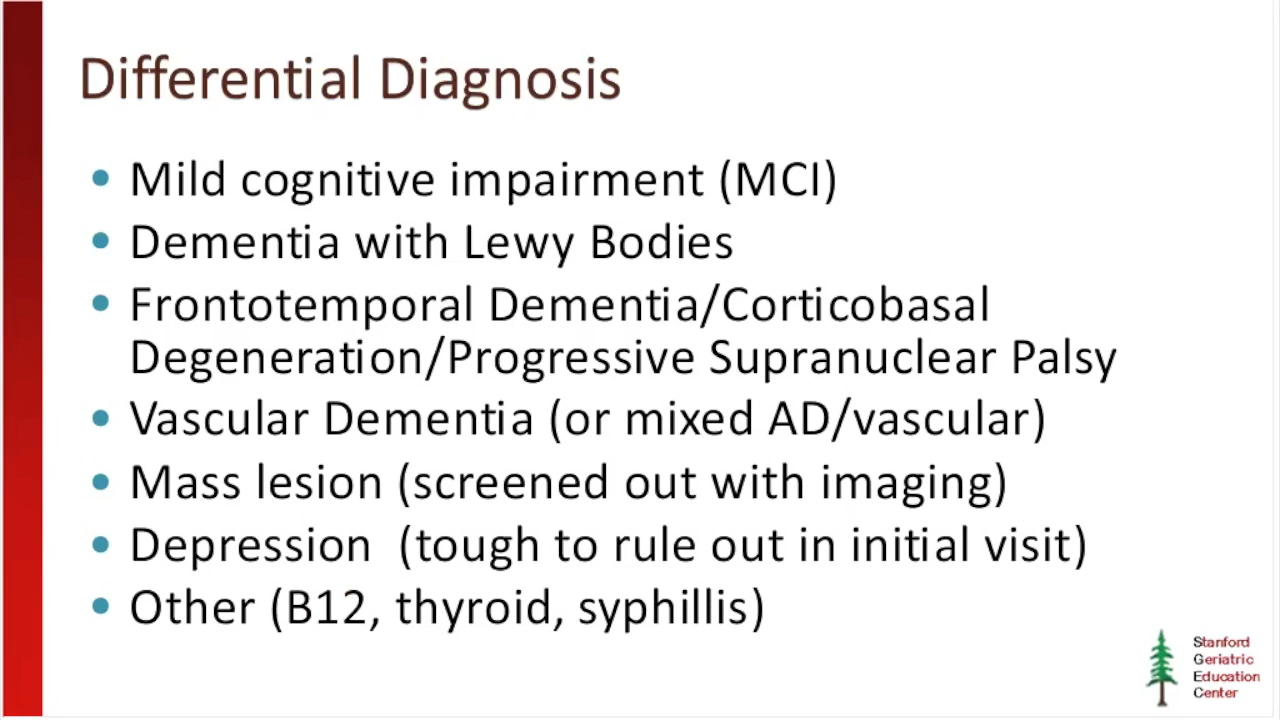 Differential Diagnosis
• Mild cognitive impairment (MCI)
• Dementia with Lewy Bodies
• Frontotemporal Dementia/Corticobasal
Degeneration/Progressive Supranuclear Palsy
• Vascular Dementia (or mixed AD/vascular)
• Mass lesion (screened out with imaging)
• Depression  (tough to rule out in initial visit)
• Other (B12, thyroid, syphillis)
Stanford
Geriatric
Education
Center